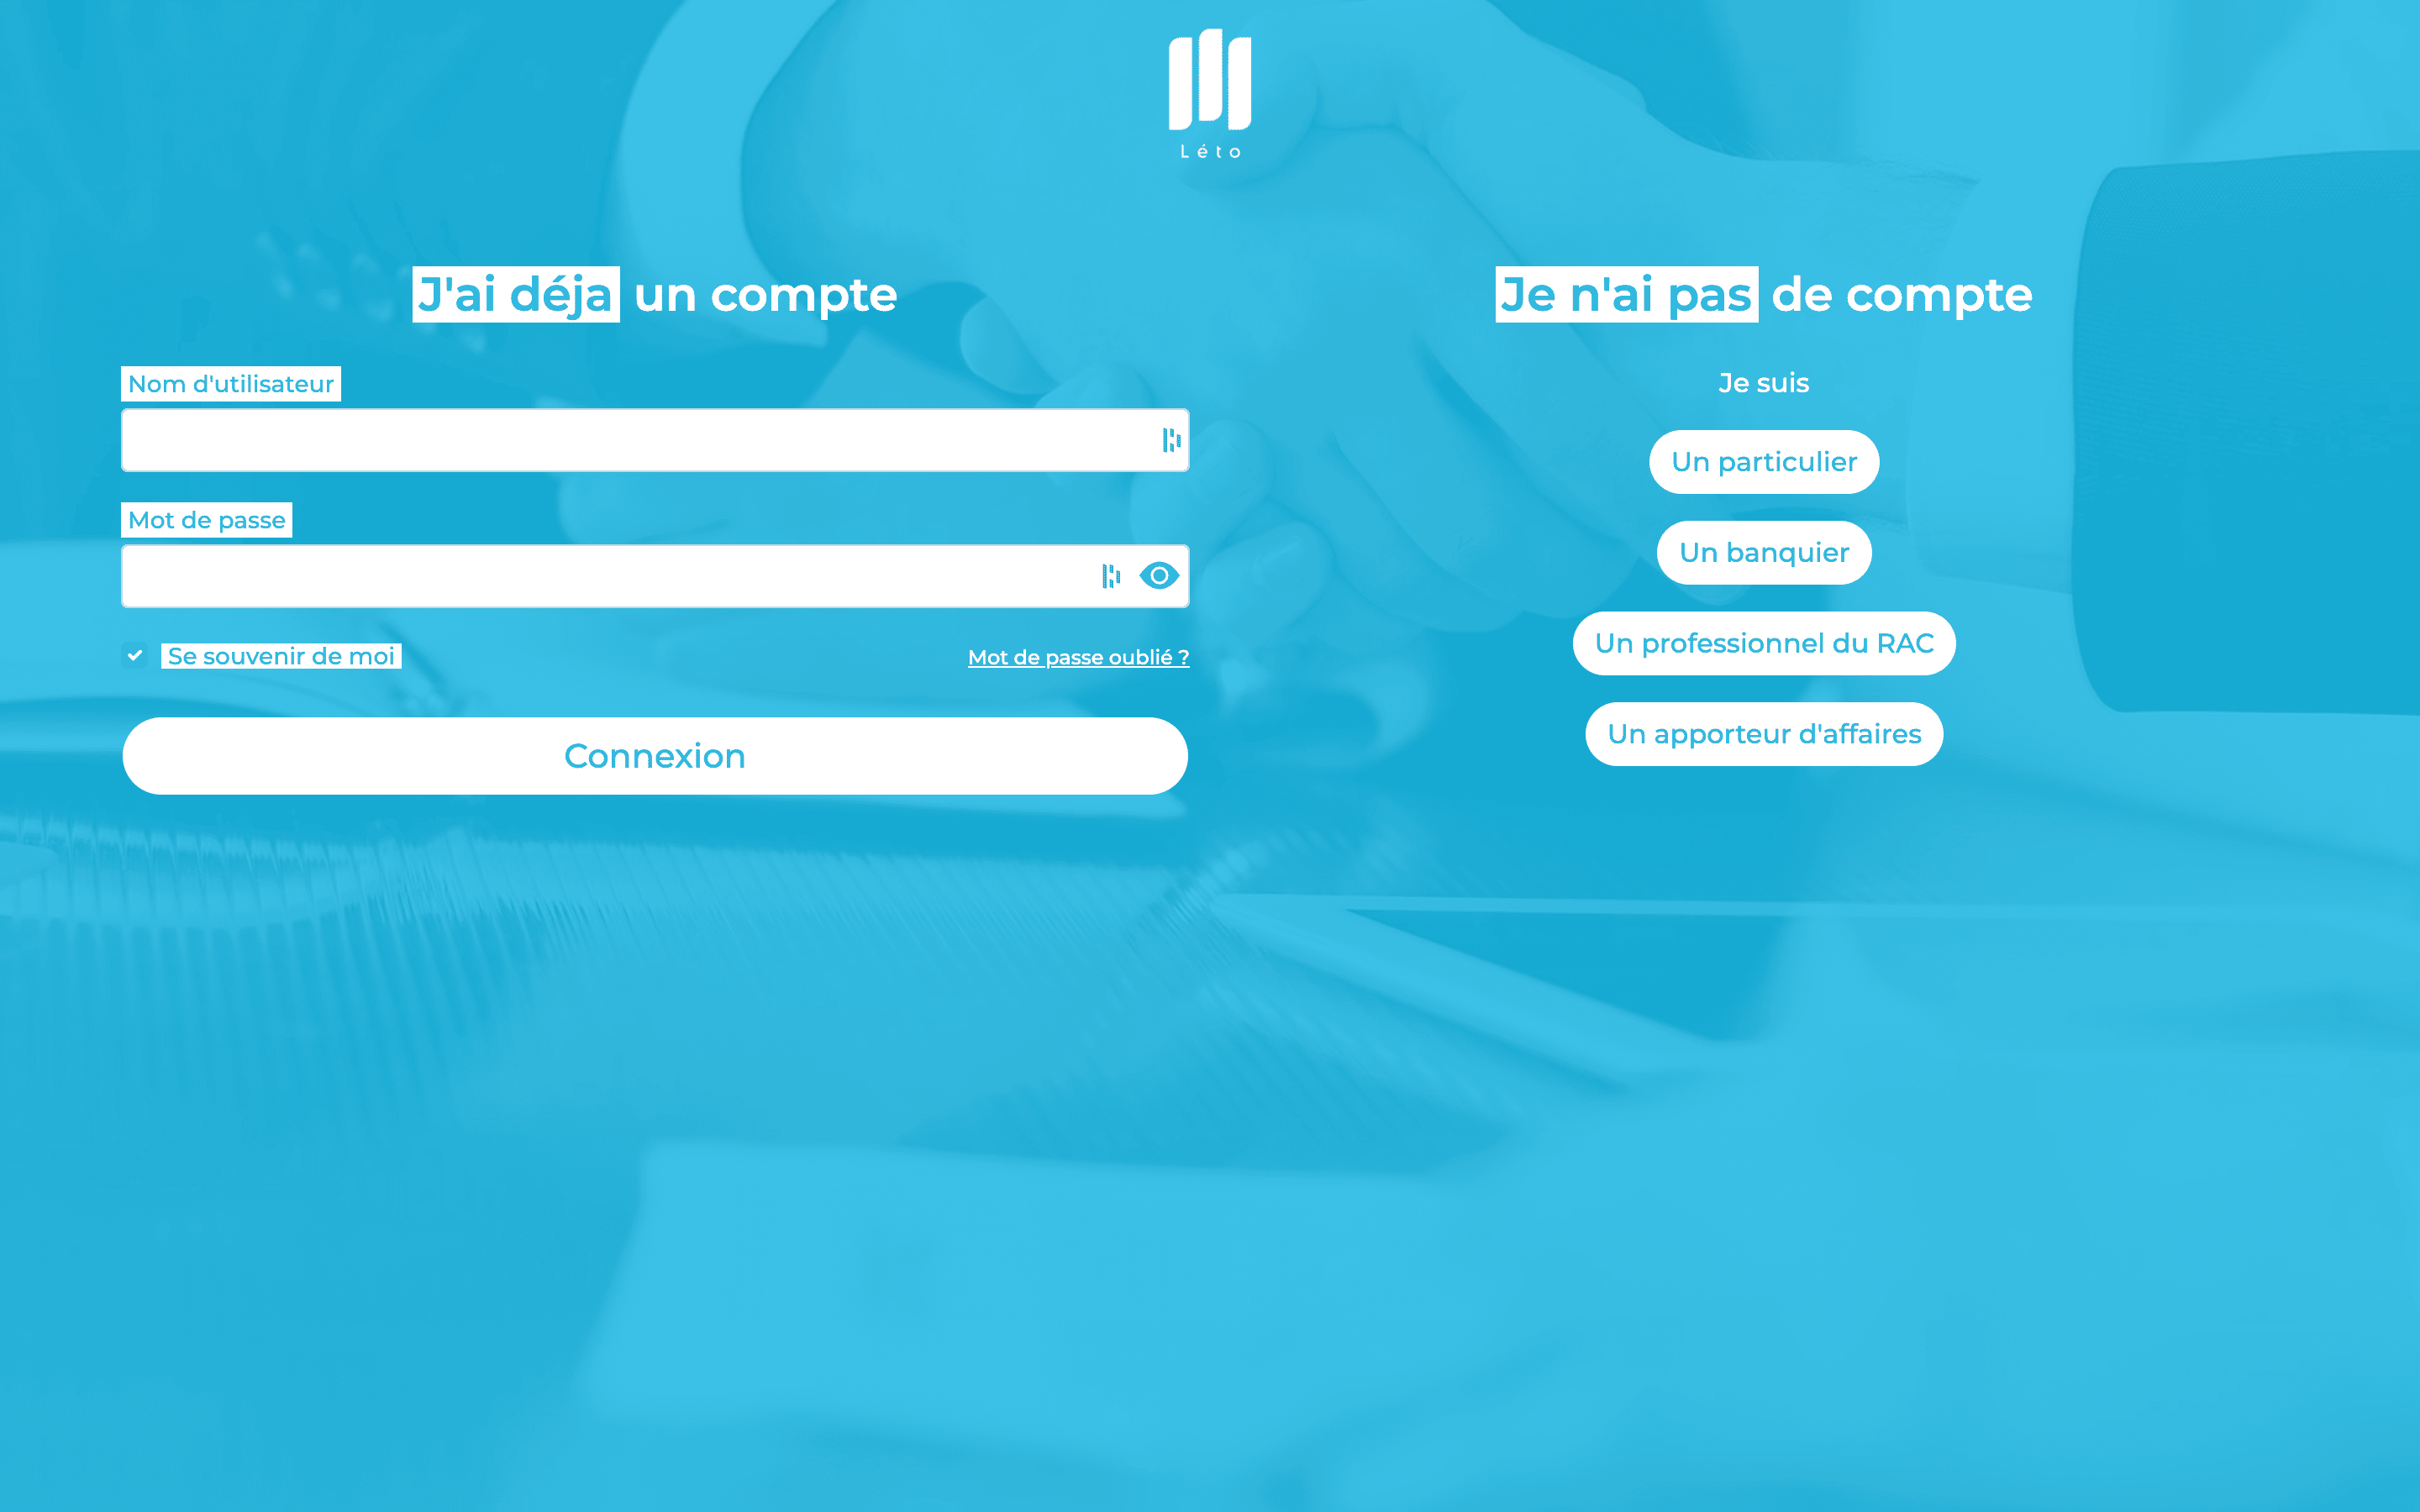 Léto
J'ai déja un compte
Nom d'utilisateur
Mot de passe
Se souvenir de moi
Mot de passe oublié ?
Connexion
Je n'ai pas de compte
Je suis
Un particulier
Un banquier
Un professionnel du RAC
Un apporteur d'affaires